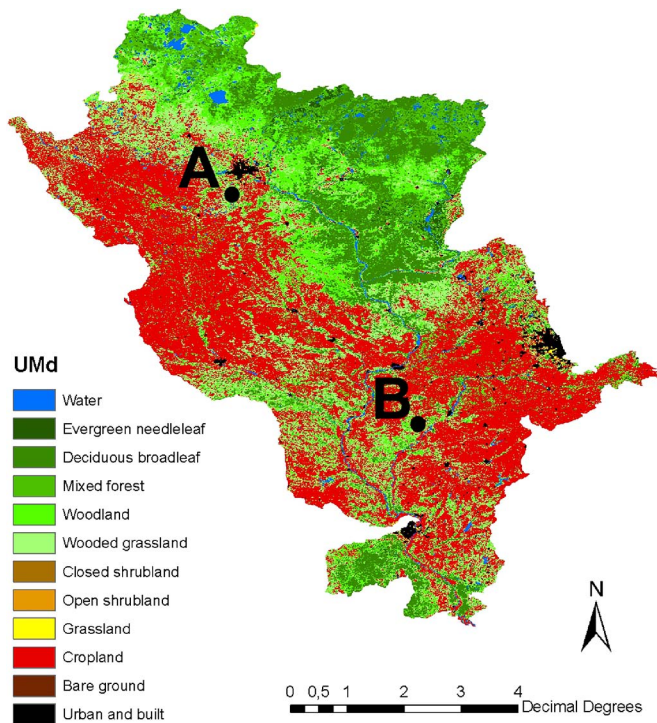 A
B
UMd
Water
Evergreen needleleaf
Deciduous broadleaf
Mixed forest
Woodland
Wooded grassland
Closed shrubland
Open shrubland
Grassland
Cropland
Bare ground
Urban and built
N
0 0,5 1 2 3 4
Decimal Degrees